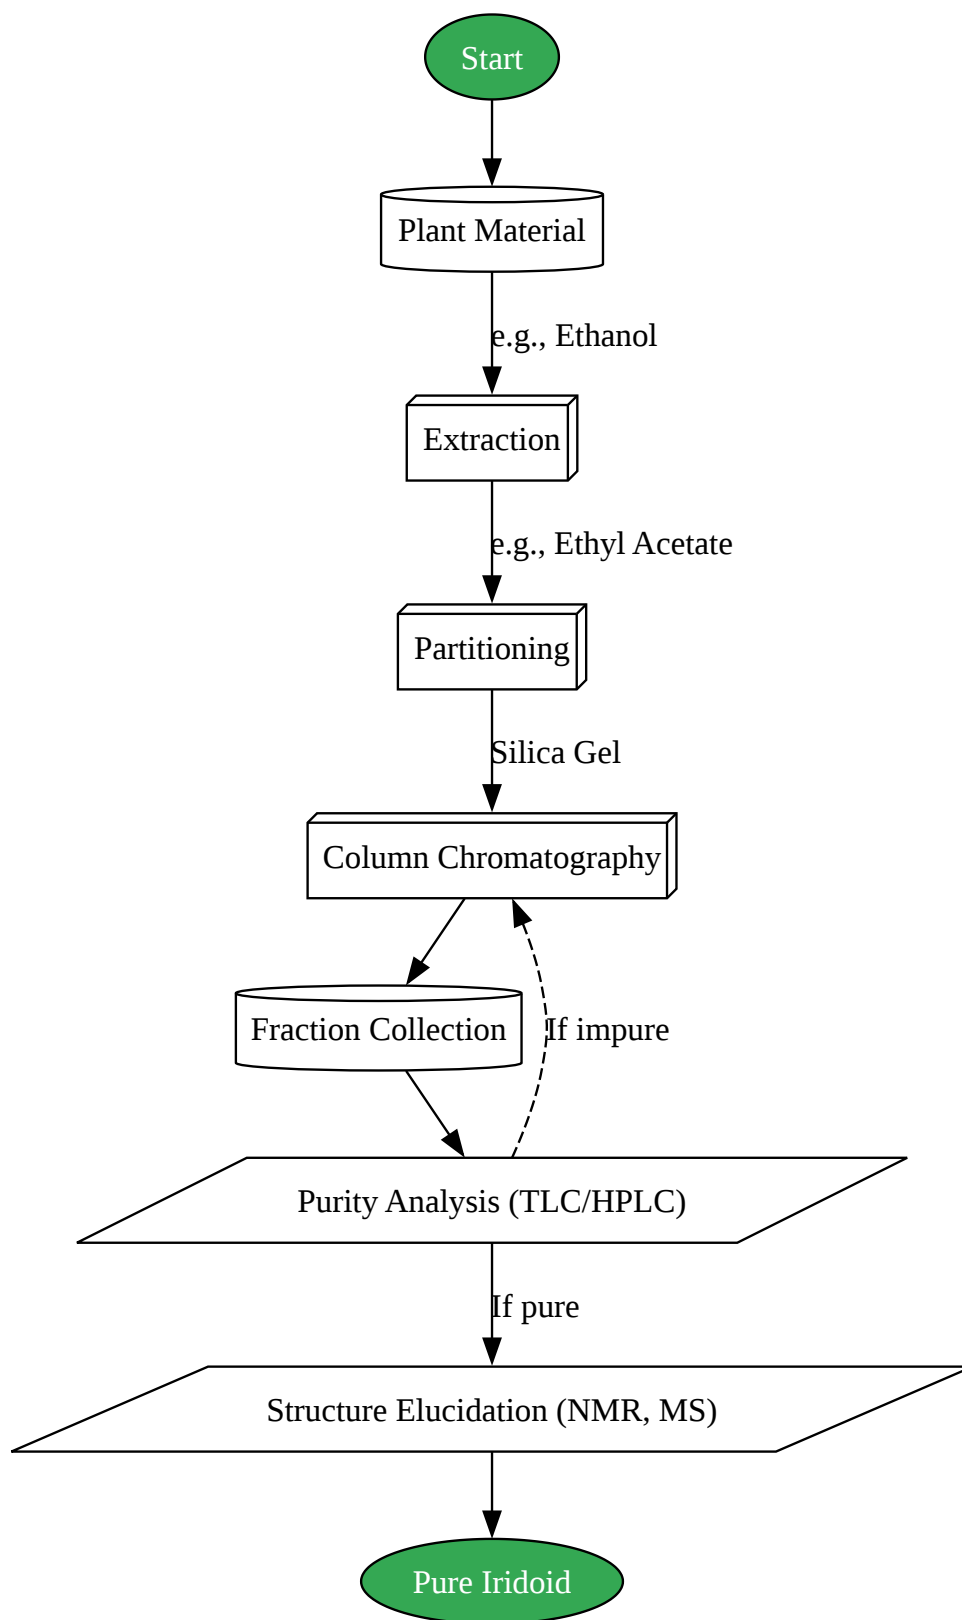 Start
Plant Material
e.g., Ethanol
Extraction
e.g., Ethyl Acetate
Partitioning
Silica Gel
Column Chromatography
Fraction Collection
If impure
Purity Analysis (TLC/HPLC)
If pure
Structure Elucidation (NMR, MS)
Pure Iridoid